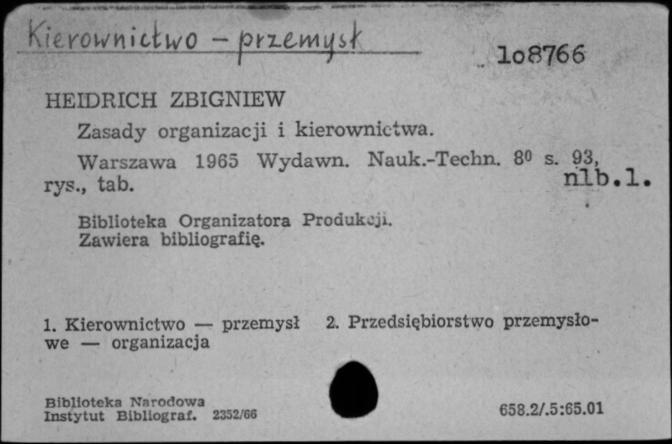 Kierownictwo – przemysł
108766
HEIDRICH ZBIGNIEW
Zasady organizacji i kierownictwa.
Warszawa 1965 Wydawn. Nauk.-Techn. 8⁰ s. 93,
rys., tab. nlb.1.
Biblioteka Organizatora Produkcji.
Zawiera bibliografię.
1. Kierownictwo — przemysł 2. Przedsiębiorstwo przemysło-
we — organizacja
Biblioteka Narodowa
Instytut Bibliograf. 2352/66
658.2/.5:65.01